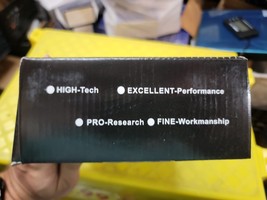 HIGH-Tech EXCELLENT-Performance
PRO-Research FINE-Workmanship